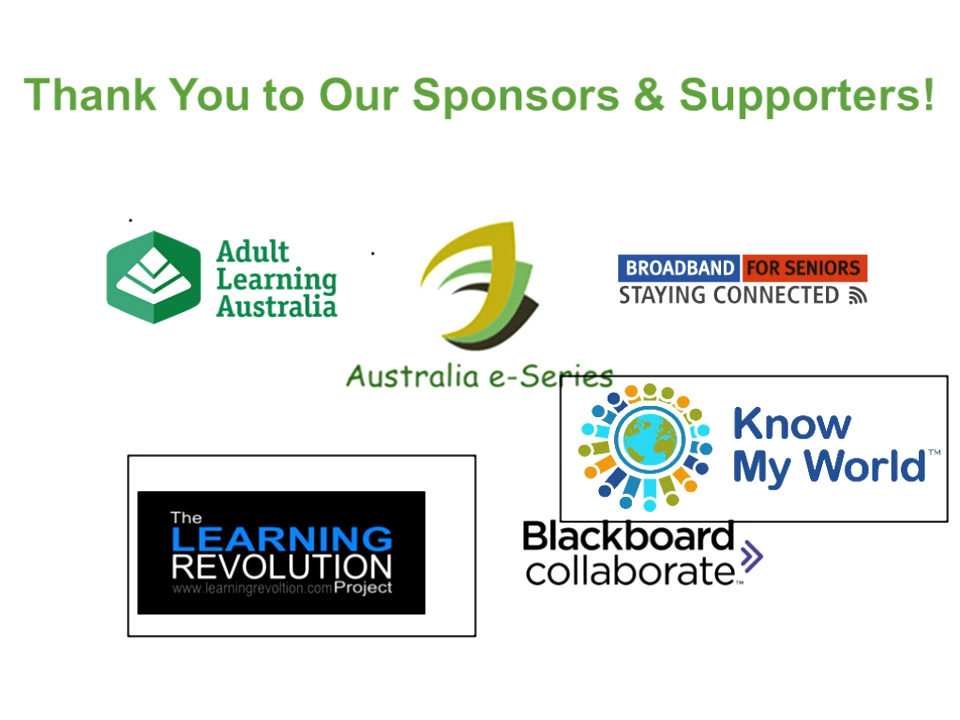 Thank You to Our Sponsors & Supporters!
Adult
Learning
Australia
Australia e-Series
BROADBAND FOR SENIORS
STAYING CONNECTED
Know
My World™
The
LEARNING
REVOLUTION
www.learningrevoltion.com Project
Blackboard
collaborate™